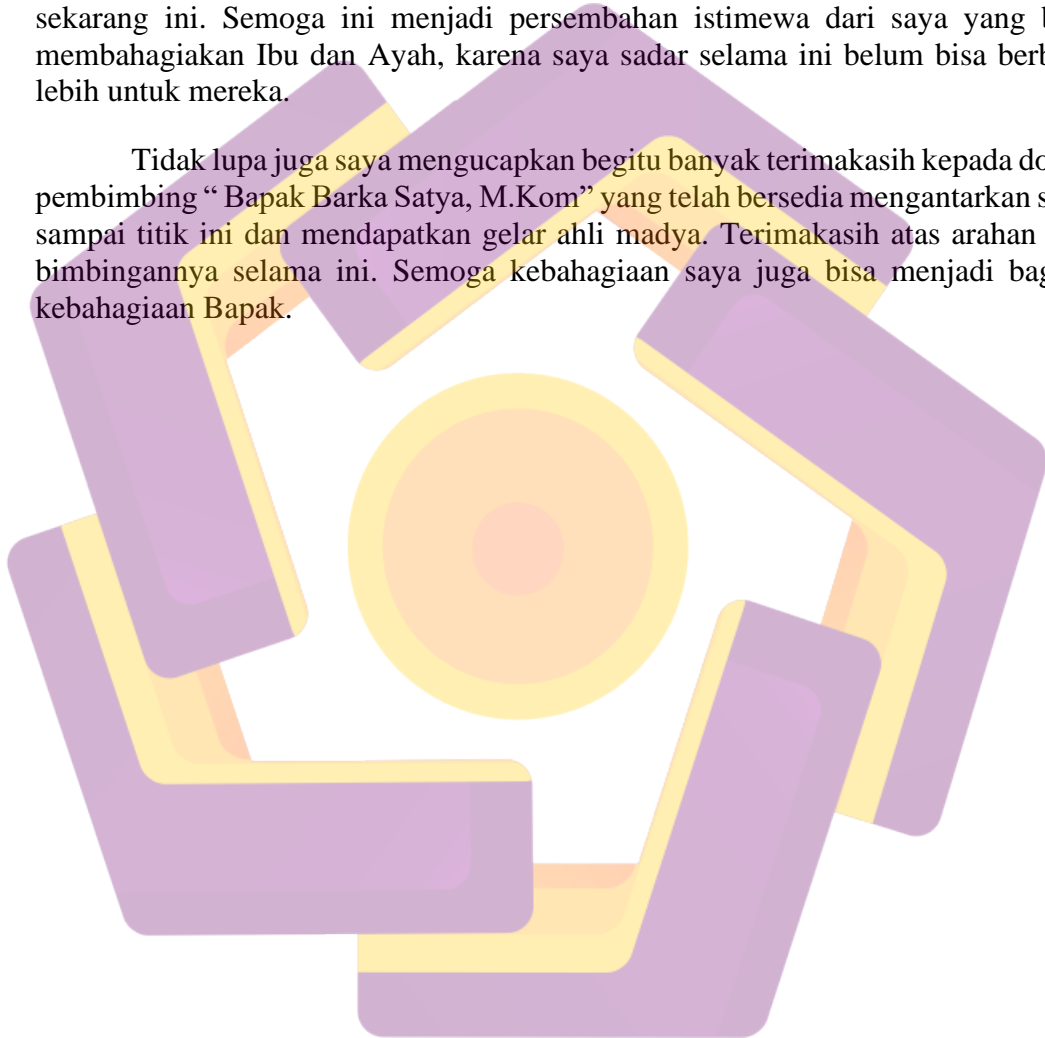 sekarang ini. Semoga ini menjadi persembahan istimewa dari saya yang b
membahagiakan Ibu dan Ayah, karena saya sadar selama ini belum bisa berb
lebih untuk mereka.
Tidak lupa juga saya mengucapkan begitu banyak terimakasih kepada do
pembimbing “ Bapak Barka Satya, M.Kom” yang telah bersedia mengantarkan s
sampai titik ini dan mendapatkan gelar ahli madya. Terimakasih atas arahan
bimbingannya selama ini. Semoga kebahagiaan saya juga bisa menjadi bag
kebahagiaan Bapak.